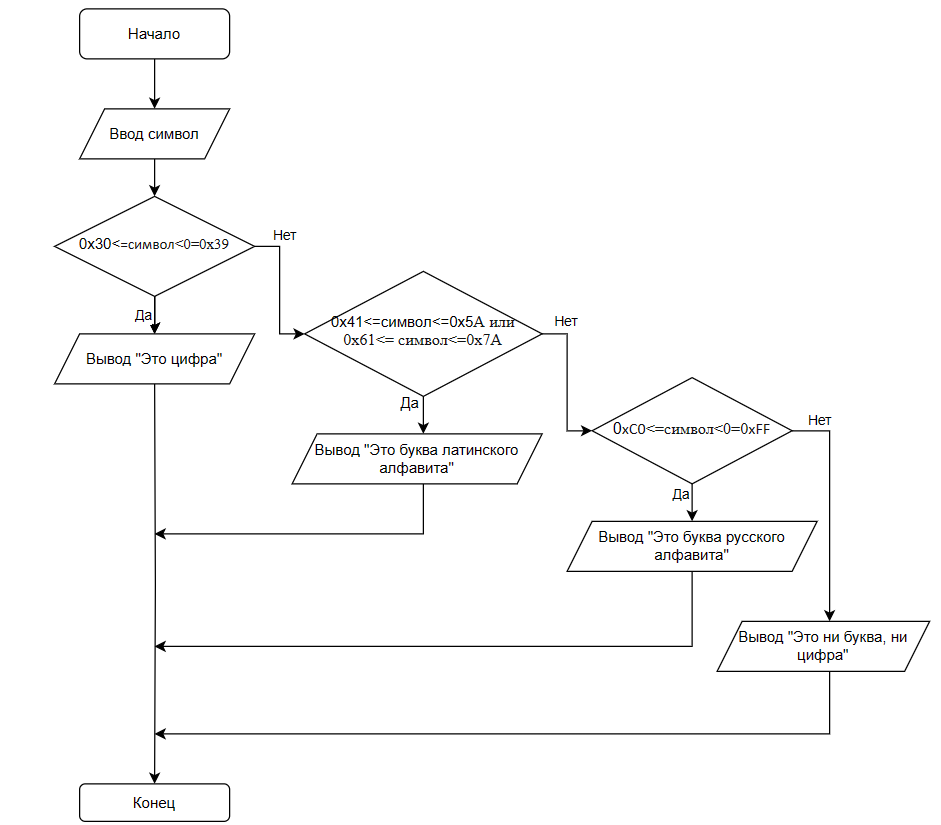 Начало
Ввод символ
0x30<=символ<0=0x39
Нет
Да
Вывод "Это цифра"
0x41<=символ<=0x5A или
0x61<= символ<=0x7A
Нет
Да
Вывод "Это буква латинского
алфавита"
0xC0<=символ<0=0xFF
Нет
Да
Вывод "Это буква русского
алфавита"
Вывод "Это ни буква, ни
цифра"
Конец